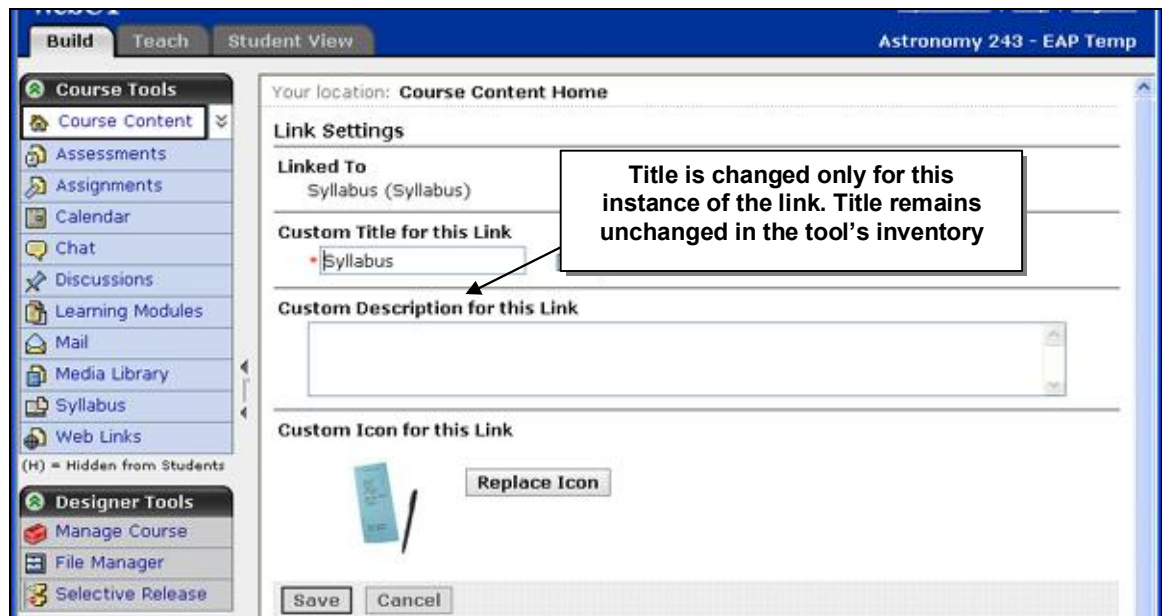 Build Teach Student View Astronomy 243 - EAP Temp
Course Tools
Course Content
Assessments
Assignments
Calendar
Chat
Discussions
Learning Modules
Mail
Media Library
Syllabus
Web Links
(H) = Hidden from Students
Designer Tools
Manage Course
File Manager
Selective Release
Your location: Course Content Home
Link Settings
Linked To
Syllabus (Syllabus)
Title is changed only for this
instance of the link. Title remains
unchanged in the tool's inventory
Custom Title for this Link
* Syllabus
Custom Description for this Link
Custom Icon for this Link
Replace Icon
Save Cancel